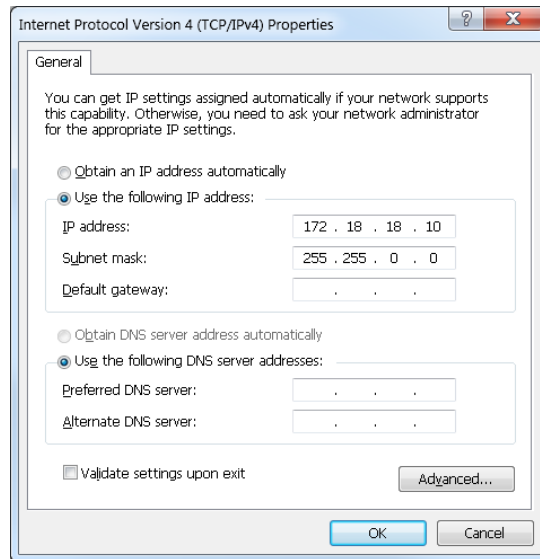 Internet Protocol Version 4 (TCP/IPv4) Properties
? X
General
You can get IP settings assigned automatically if your network supports
this capability. Otherwise, you need to ask your network administrator
for the appropriate IP settings.
Obtain an IP address automatically
Use the following IP address:
IP address: 172 . 18 . 18 . 10
Subnet mask: 255 . 255 . 0 . 0
Default gateway: . . .
Obtain DNS server address automatically
Use the following DNS server addresses:
Preferred DNS server: . . .
Alternate DNS server: . . .
Validate settings upon exit
Advanced...
OK Cancel